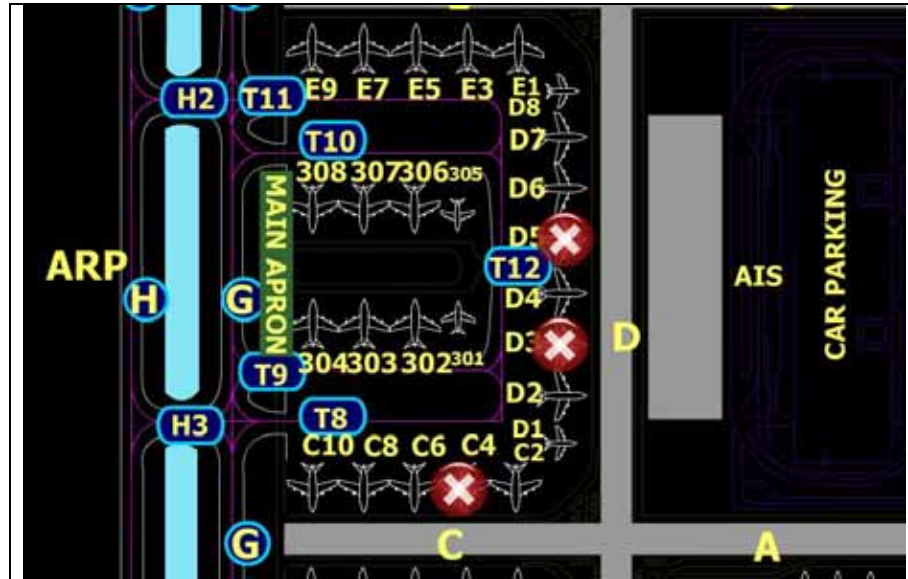 H2
T11
E9 E7 E5 E3 E1
D8
T10
D7
308 307 306 305
D6
MAIN APRON
D5
ARP
T12
AIS
CAR PARKING
H
G
D4
D3
D
304 303 302 301
T9
D2
T8
H3
D1
C10 C8 C6 C4 C2
G
C
A